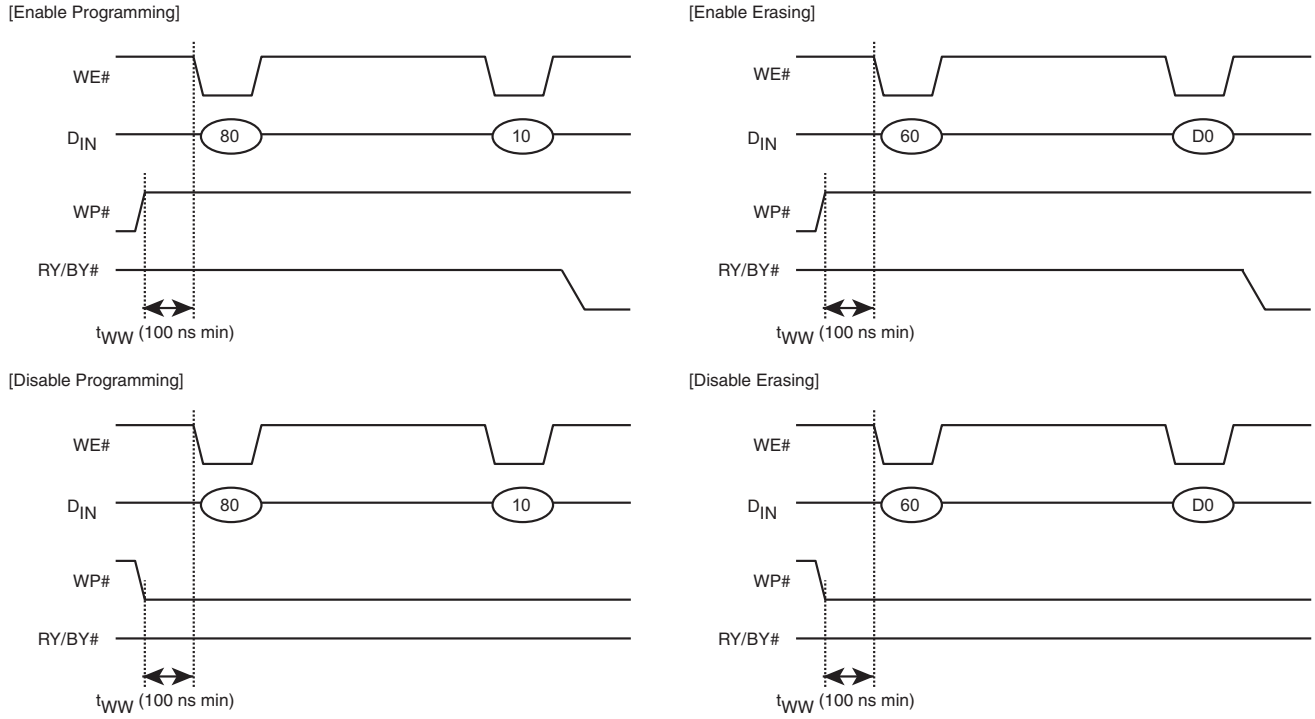 [Enable Programming]
WE#
DIN
80
10
WP#
RY/BY#
tWW (100 ns min)
[Enable Erasing]
WE#
DIN
60
D0
WP#
RY/BY#
tWW (100 ns min)
[Disable Programming]
WE#
DIN
80
10
WP#
RY/BY#
tWW (100 ns min)
[Disable Erasing]
WE#
DIN
60
D0
WP#
RY/BY#
tWW (100 ns min)